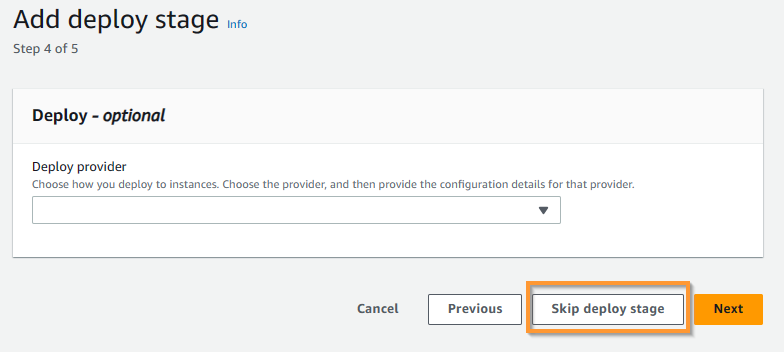 Add deploy stage Info
Step 4 of 5
Deploy - optional
Deploy provider
Choose how you deploy to instances. Choose the provider, and then provide the configuration details for that provider.
Cancel Previous Skip deploy stage Next